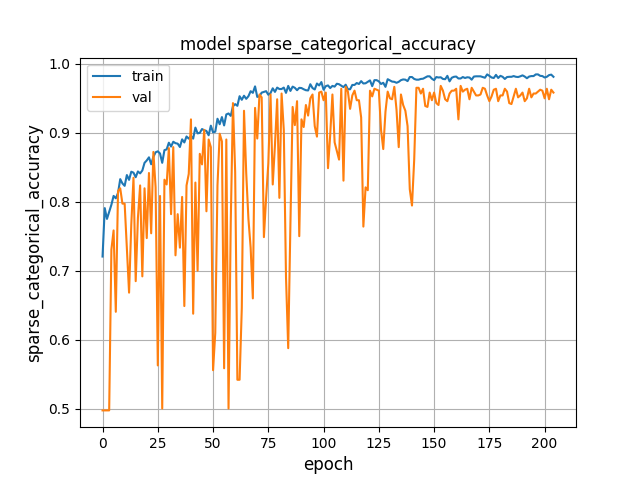 model sparse_categorical_accuracy
train
val
1.0
0.9
0.8
0.7
0.6
0.5
sparse_categorical_accuracy
0 25 50 75 100 125 150 175 200
epoch